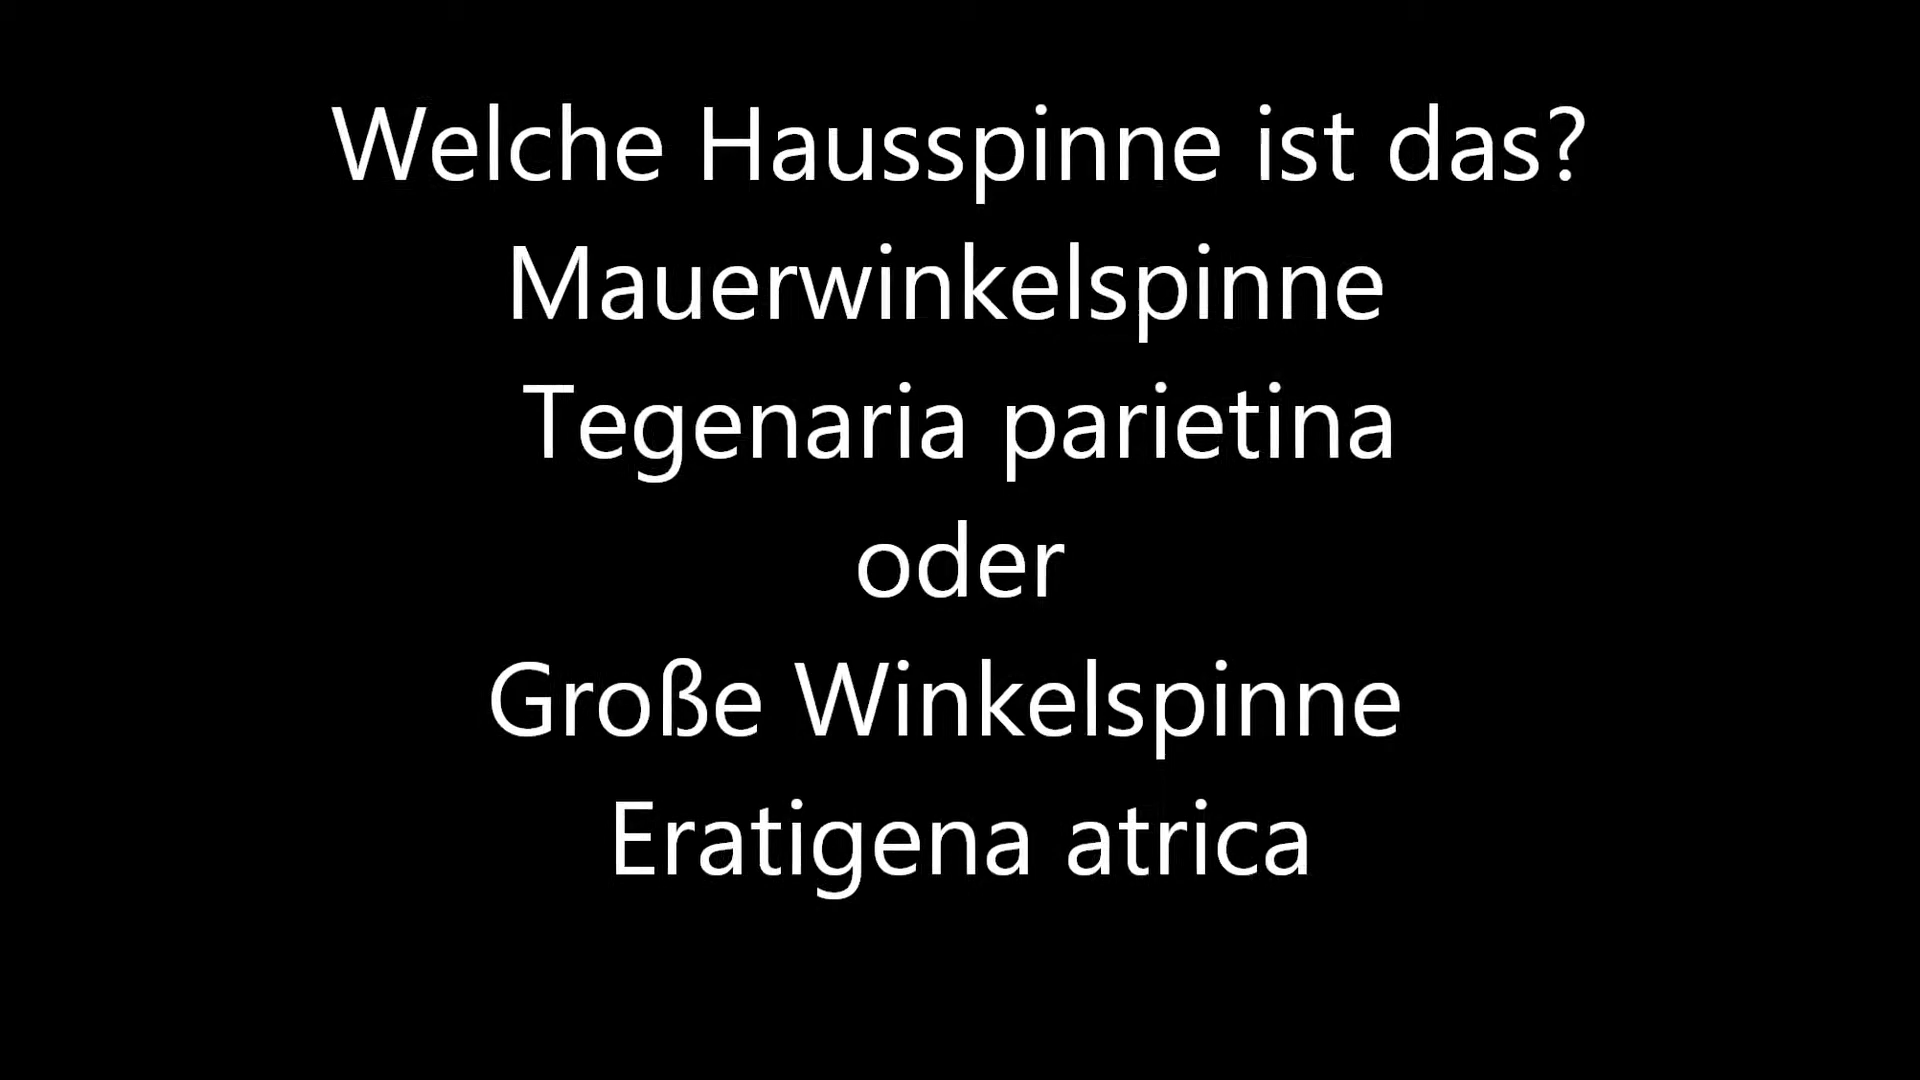 Welche Hausspinne ist das?
Mauerwinkelspinne
Tegenaria parietina
oder
Große Winkelspinne
Eratigena atrica